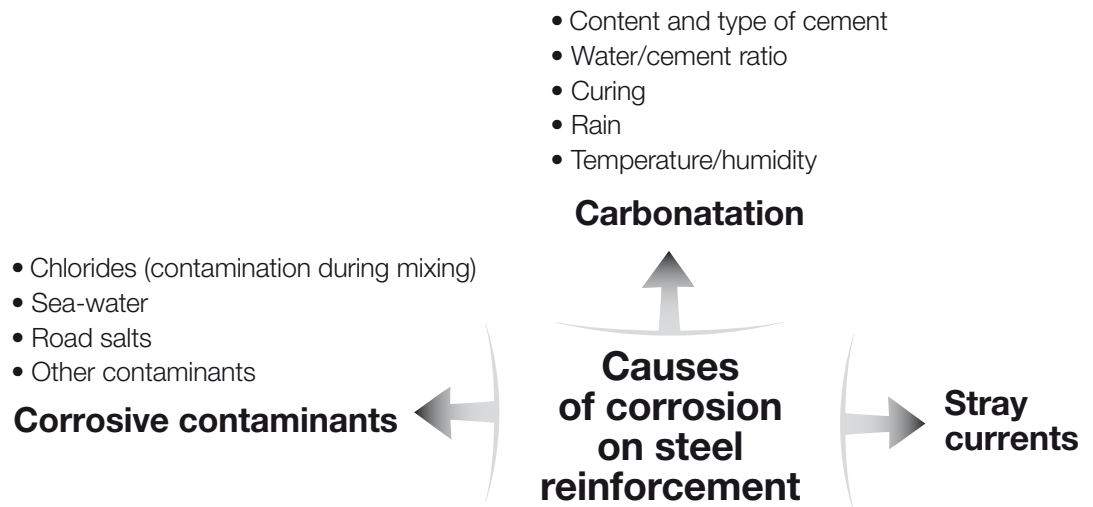 • Content and type of cement
• Water/cement ratio
• Curing
• Rain
• Temperature/humidity
Carbonatation
• Chlorides (contamination during mixing)
• Sea-water
• Road salts
• Other contaminants
Corrosive contaminants
Causes
of corrosion
on steel
reinforcement
Stray
currents